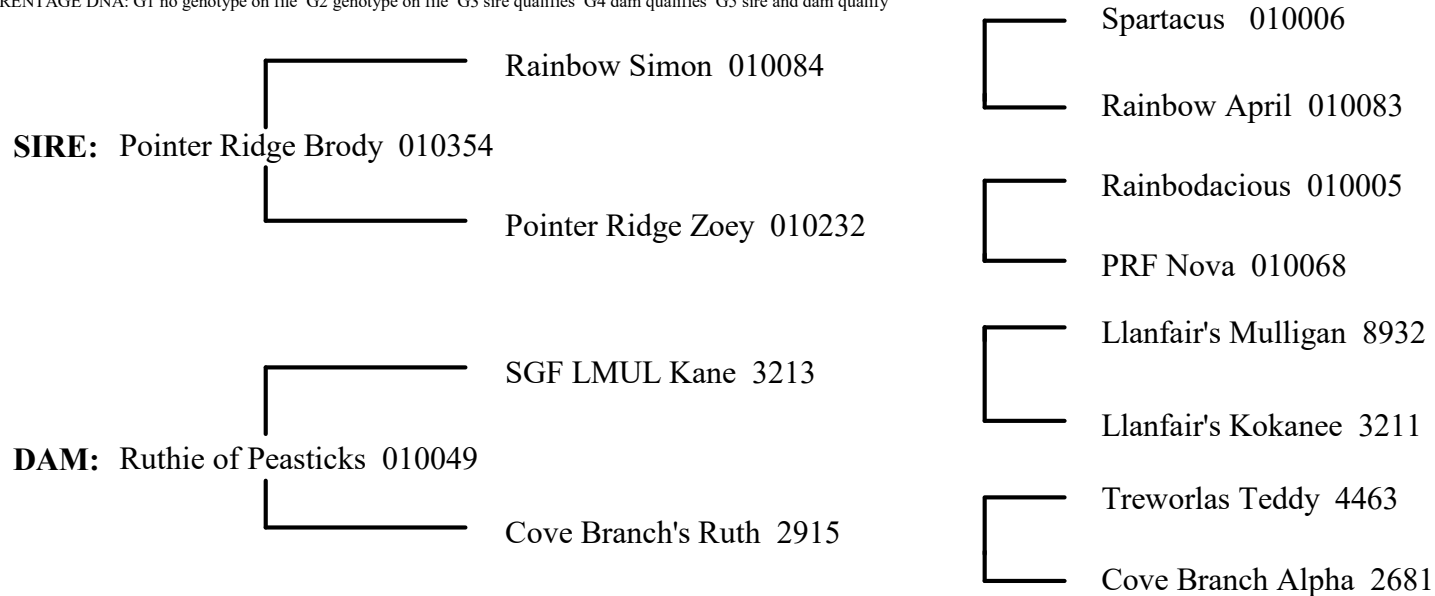 RENTAGE DNA: G1 no genotype on file G2 genotype on file G3 sire qualifies G4 dam qualifies G5 sire and dam qualify
Spartacus 010006
Rainbow Simon 010084
Rainbow April 010083
SIRE: Pointer Ridge Brody 010354
Rainbodacious 010005
Pointer Ridge Zoey 010232
PRF Nova 010068
Llanfair's Mulligan 8932
SGF LMUL Kane 3213
Llanfair's Kokanee 3211
DAM: Ruthie of Peasticks 010049
Treworlas Teddy 4463
Cove Branch's Ruth 2915
Cove Branch Alpha 2681